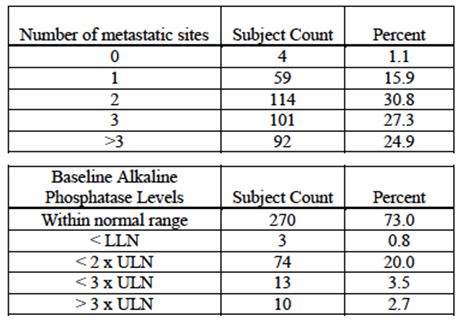 Number of metastatic sites Subject Count Percent
0 4 1.1
1 59 15.9
2 114 30.8
3 101 27.3
>3 92 24.9
Baseline Alkaline
Phosphatase Levels Subject Count Percent
Within normal range 270 73.0
< LLN 3 0.8
< 2 x ULN 74 20.0
< 3 x ULN 13 3.5
> 3 x ULN 10 2.7